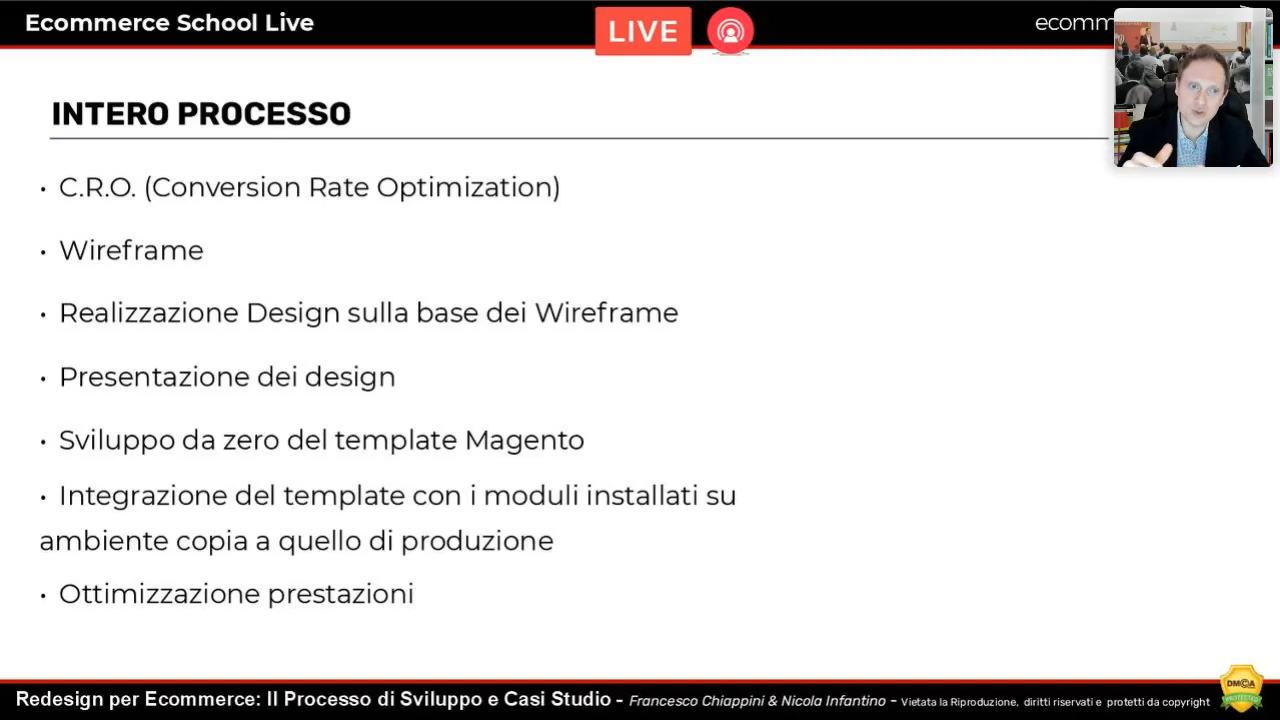 Ecommerce School Live
LIVE
ecomm
INTERO PROCESSO
• C.R.O. (Conversion Rate Optimization)
• Wireframe
• Realizzazione Design sulla base dei Wireframe
• Presentazione dei design
• Sviluppo da zero del template Magento
• Integrazione del template con i moduli installati su
ambiente copia a quello di produzione
• Ottimizzazione prestazioni
Redesign per Ecommerce: Il Processo di Sviluppo e Casi Studio - Francesco Chiappini & Nicola Infantino - Vietata la Riproduzione, diritti riservati e protetti da copyright
DMCA
PROTECTED